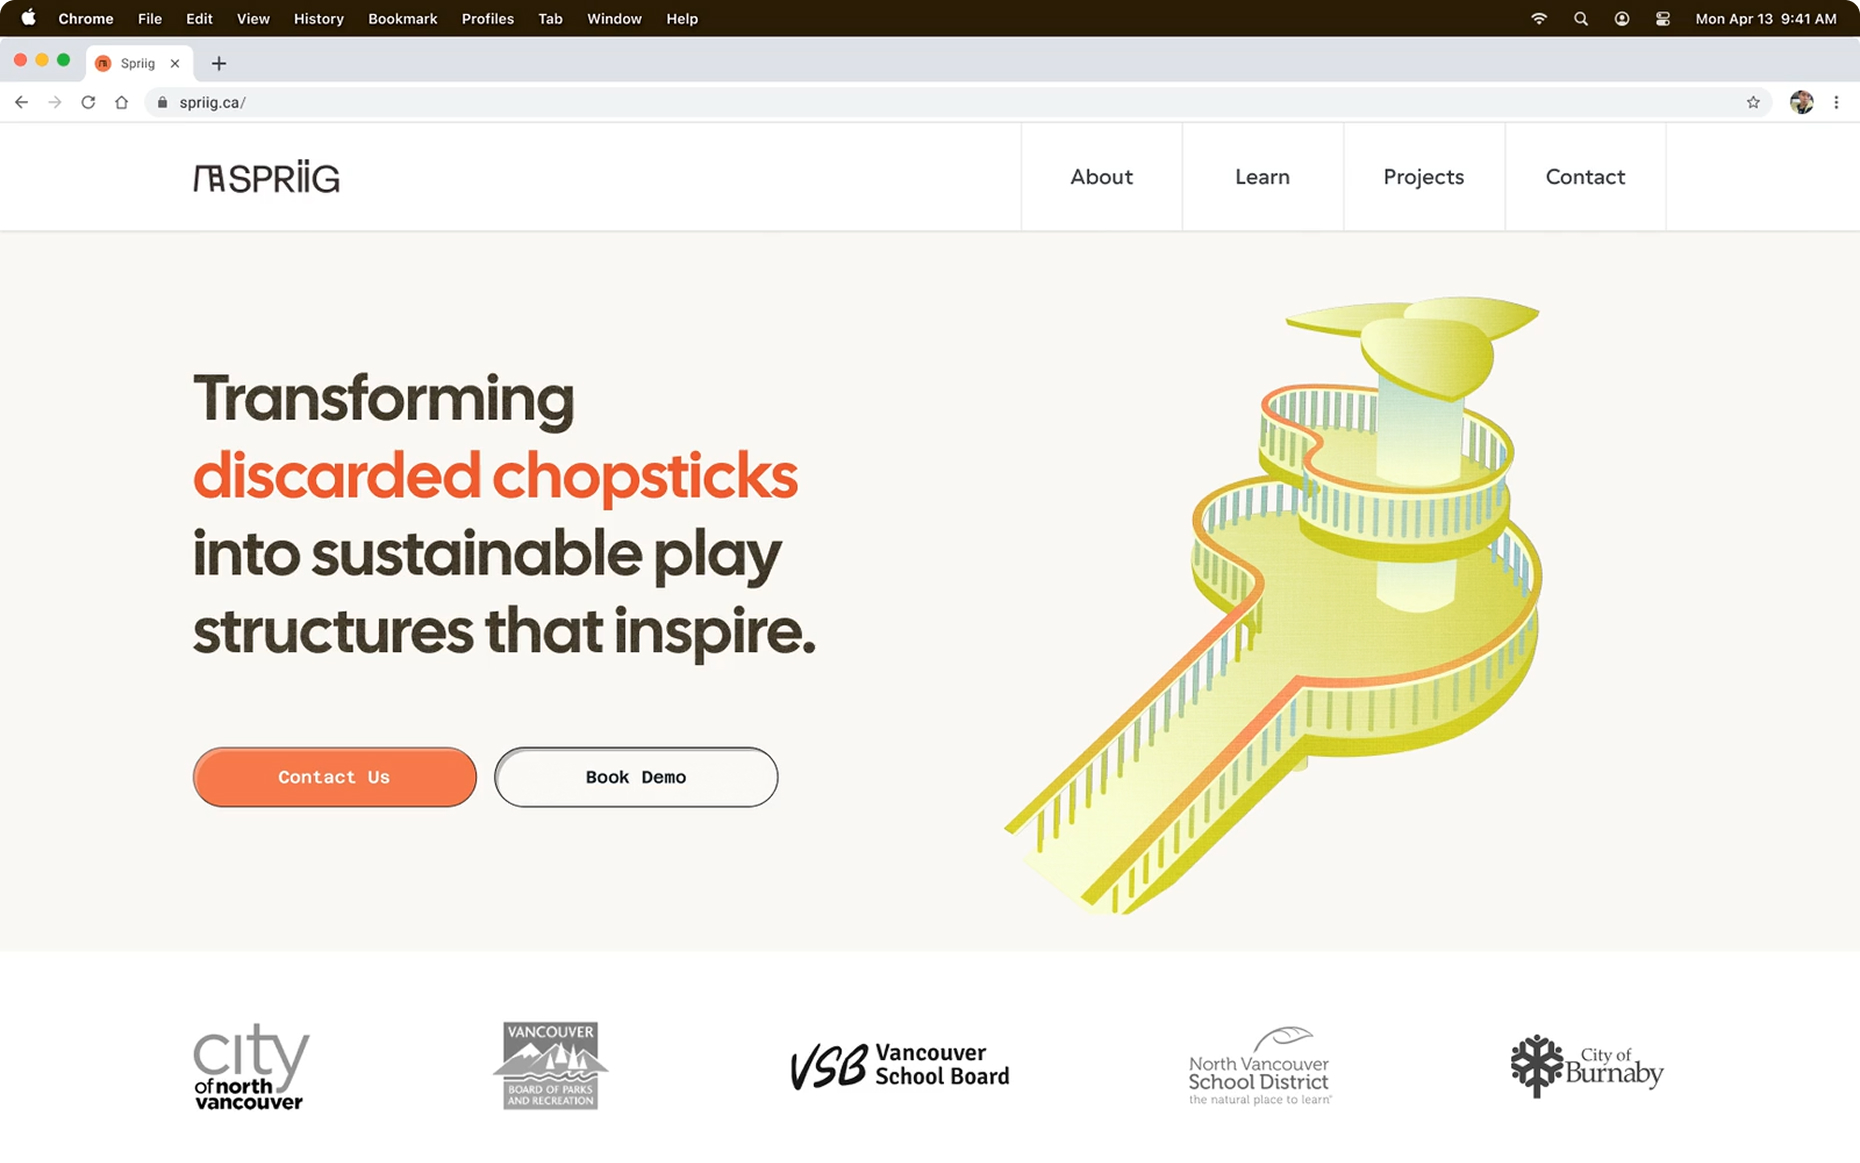 Chrome File Edit View History Bookmark Profiles Tab Window Help
Mon Apr 13 9:41 AM
Spriig
spriig.ca/
SPRiiG
About
Learn
Projects
Contact
Transforming
discarded chopsticks
into sustainable play
structures that inspire.
Contact Us
Book Demo
city
of north
vancouver
VANCOUVER
BOARD OF PARKS
AND RECREATION
VSB
Vancouver
School Board
North Vancouver
School District
the natural place to learn
City of
Burnaby